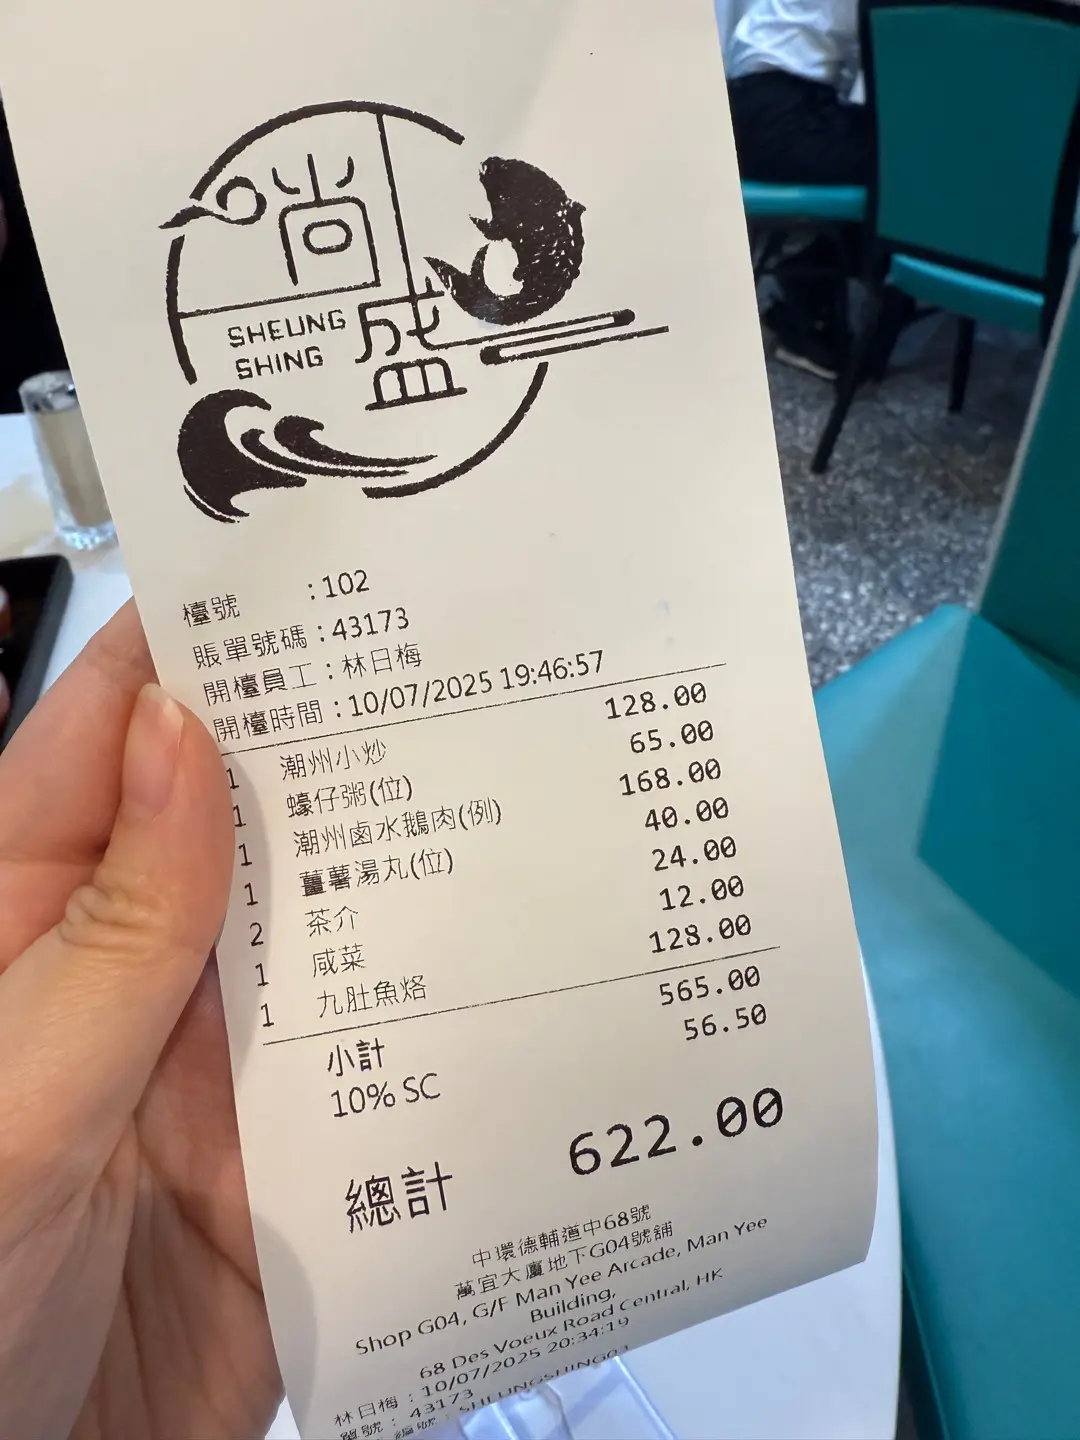 尚盛
SHEUNG
SHING
檯號 :102
賬單號碼 :43173
開檯員工 :林日梅
開檯時間 :10/07/2025 19:46:57
1 潮州小炒 128.00
1 蠔仔粥(位) 65.00
1 潮州鹵水鵝肉(例) 168.00
1 薑薯湯丸(位) 40.00
2 茶介 24.00
1 咸菜 12.00
1 九肚魚烙 128.00
小計 565.00
10% SC 56.50
總計 622.00
中環德輔道中68號
萬宜大廈地下G04號舖
Shop G04, G/F Man Yee Arcade, Man Yee
Building,
68 Des Voeux Road Central, HK
林日梅 : 10/07/2025 20:34:19
單號 : 43173
編號 : SHEUNGSHING03